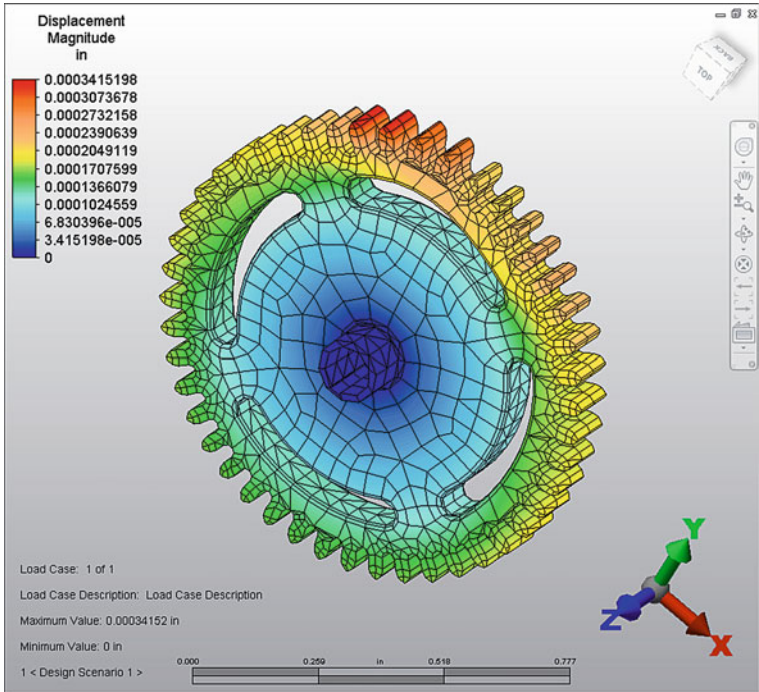 Displacement
Magnitude
in
0.0003415198
0.0003073678
0.0002732158
0.0002390639
0.0002049119
0.0001707599
0.0001366079
0.0001024559
6.830396e-005
3.415198e-005
0
BACK
TOP
Load Case: 1 of 1
Load Case Description: Load Case Description
Maximum Value: 0.00034152 in
Minimum Value: 0 in
1 < Design Scenario 1 >
0.000 0.259 in 0.518 0.777
Y
Z
X